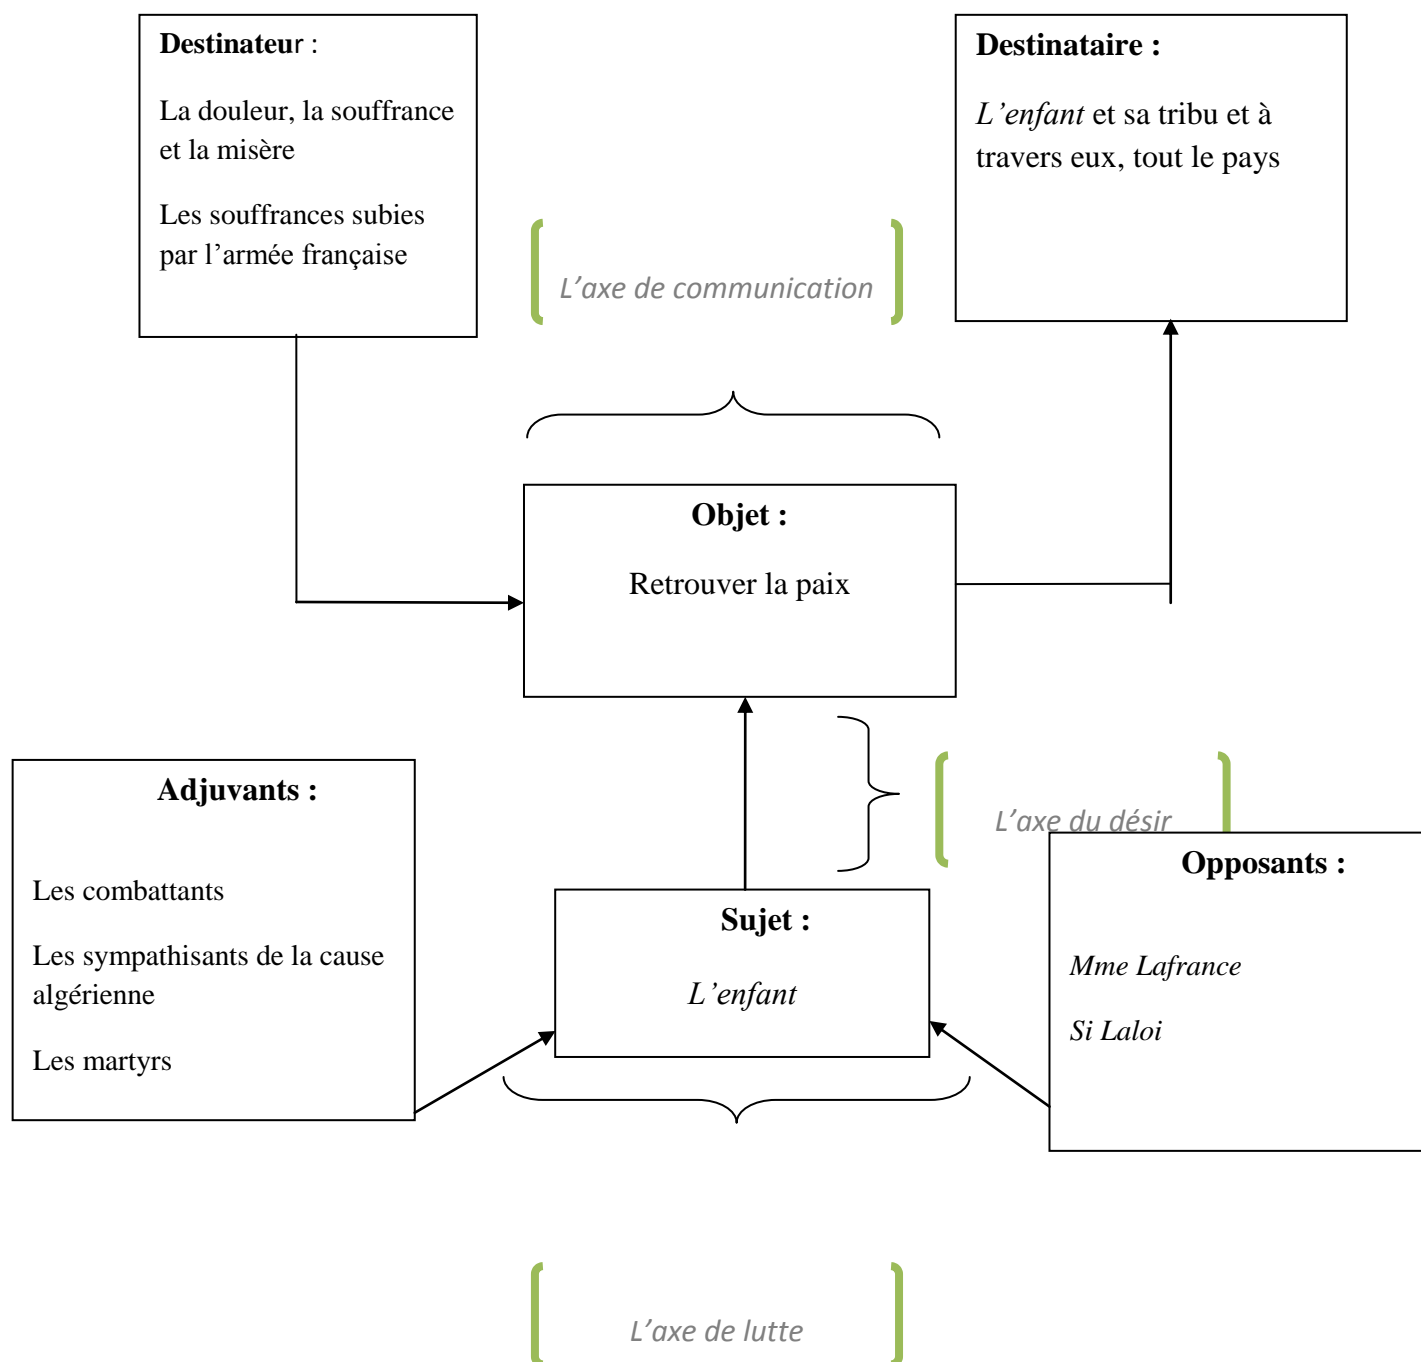 Destinateur :
La douleur, la souffrance
et la misère
Les souffrances subies
par l’armée française
Destinataire :
L’enfant et sa tribu et à
travers eux, tout le pays
L’axe de communication
Objet :
Retrouver la paix
L’axe du désir
Adjuvants :
Les combattants
Les sympathisants de la cause
algérienne
Les martyrs
Sujet :
L’enfant
Opposants :
Mme Lafrance
Si Laloi
L’axe de lutte